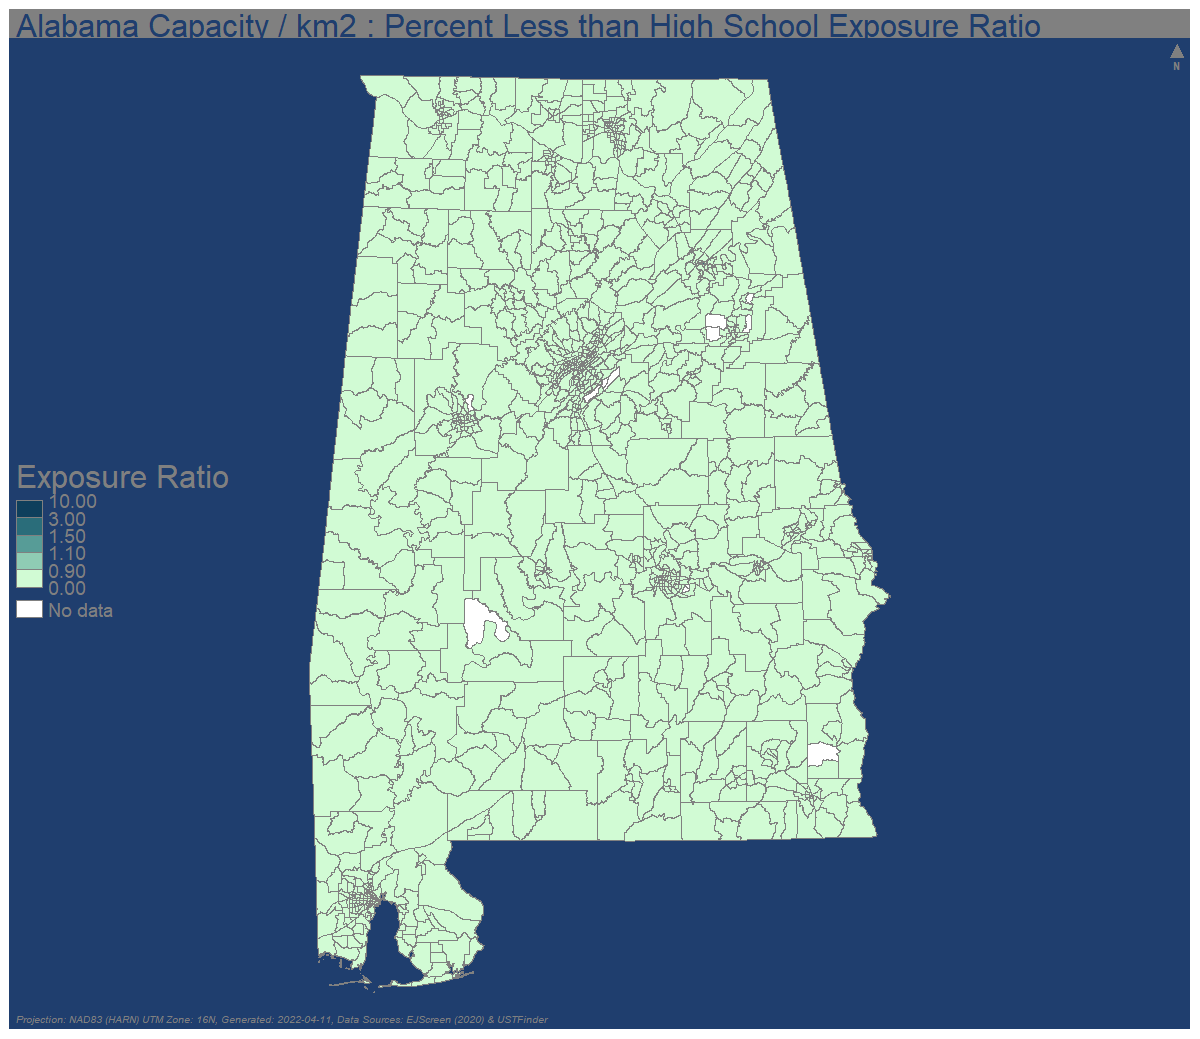 Alabama Capacity / km2 : Percent Less than High School Exposure Ratio
N
Exposure Ratio
10.00
3.00
1.50
1.10
0.90
0.00
No data
Projection: NAD83 (HARN) UTM Zone: 16N, Generated: 2022-04-11, Data Sources: EJScreen (2020) & USTFinder